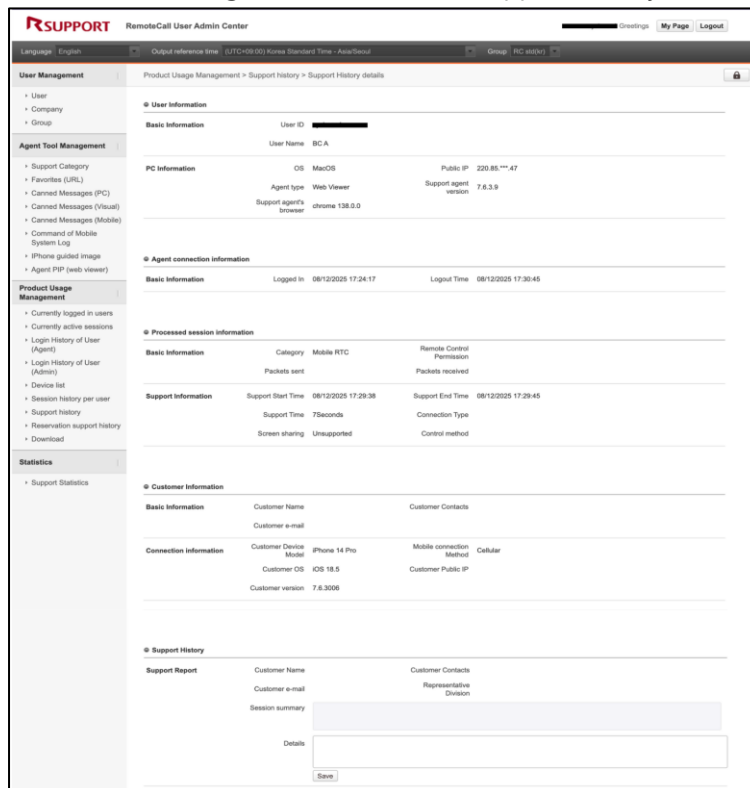 RSUPPORT RemoteCall User Admin Center Greetings My Page Logout
Language English Output reference time (UTC+09:00) Korea Standard Time - Asia/Seoul Group RC std(kr)
User Management
User
Company
Group
Agent Tool Management
Support Category
Favorites (URL)
Canned Messages (PC)
Canned Messages (Visual)
Canned Messages (Mobile)
Command of Mobile
System Log
iPhone guided image
Agent PIP (web viewer)
Product Usage
Management
Currently logged in users
Currently active sessions
Login History of User
(Agent)
Login History of User
(Admin)
Device list
Session history per user
Support history
Reservation support history
Download
Statistics
Support Statistics
Product Usage Management > Support history > Support History details
User Information
Basic Information User ID
User Name BC A
PC Information OS MacOS Public IP 220.85.***.47
Agent type Web Viewer Support agent version 7.6.3.9
Support agent's browser chrome 138.0.0
Agent connection information
Basic Information Logged In 08/12/2025 17:24:17 Logout Time 08/12/2025 17:30:45
Processed session information
Basic Information Category Mobile RTC Remote Control Permission
Packets sent Packets received
Support Information Support Start Time 08/12/2025 17:29:38 Support End Time 08/12/2025 17:29:45
Support Time 7Seconds Connection Type
Screen sharing Unsupported Control method
Customer Information
Basic Information Customer Name Customer Contacts
Customer e-mail
Connection information Customer Device Model iPhone 14 Pro Mobile connection Method Cellular
Customer OS iOS 18.5 Customer Public IP
Customer version 7.6.3006
Support History
Support Report Customer Name Customer Contacts
Customer e-mail Representative Division
Session summary
Details
Save